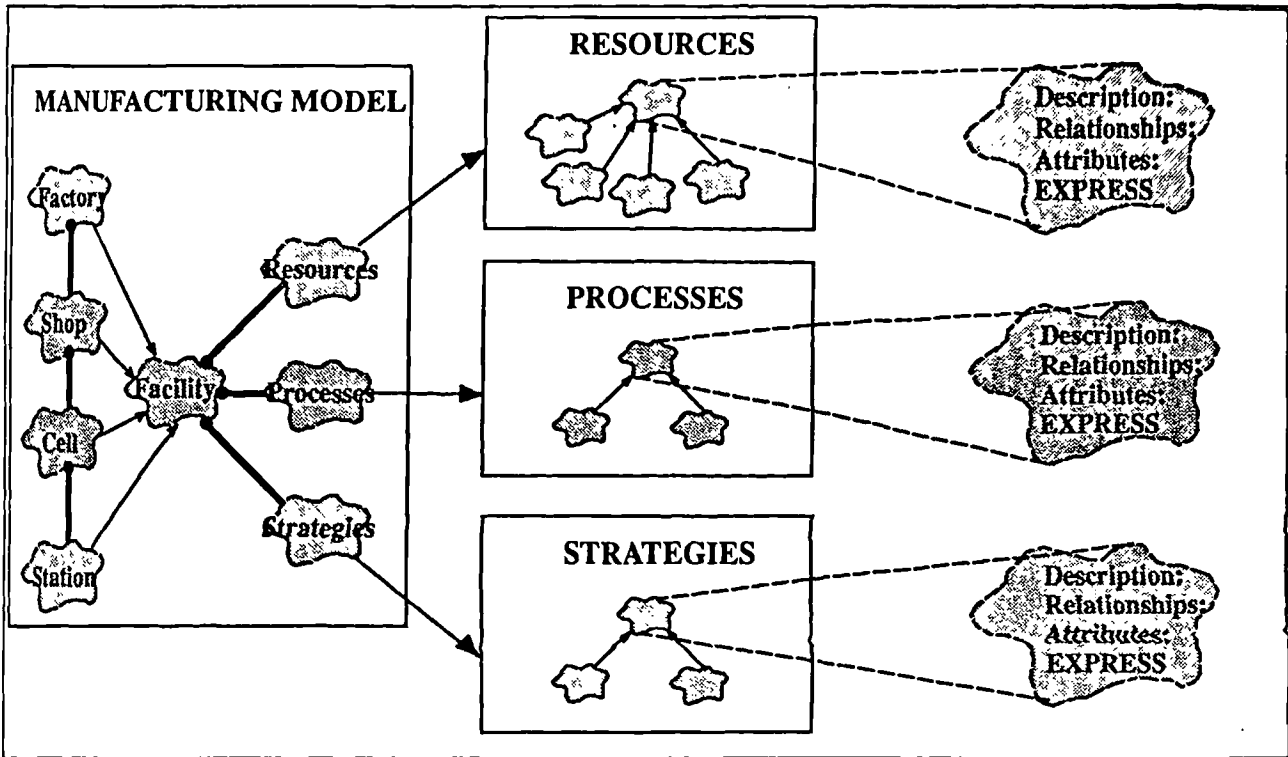 MANUFACTURING MODEL
Factory
Shop
Cell
Station
Facility
Resources
Processes
Strategies
RESOURCES
Description:
Relationships:
Attributes:
EXPRESS
PROCESSES
Description:
Relationships:
Attributes:
EXPRESS
STRATEGIES
Description:
Relationships:
Attributes:
EXPRESS